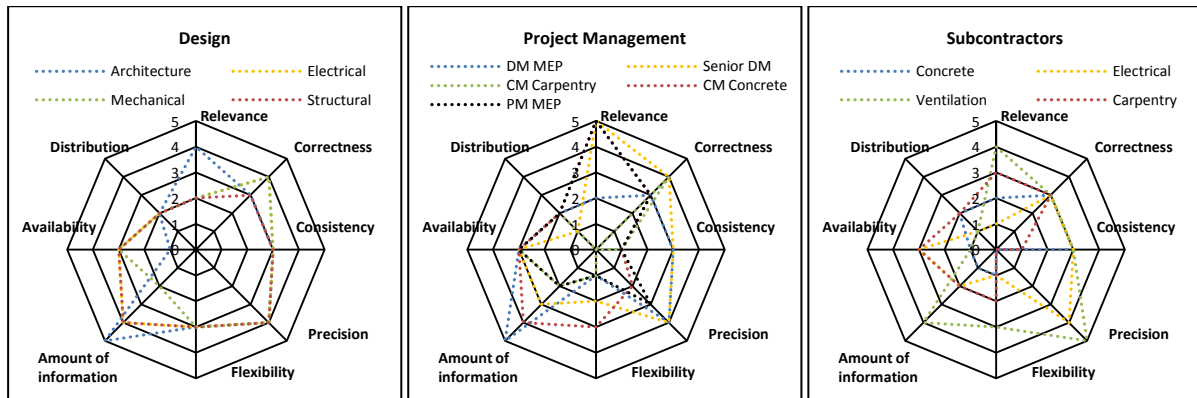 Design
Architecture
Electrical
Mechanical
Structural
Relevance
Correctness
Consistency
Precision
Flexibility
Amount of
information
Availability
Distribution
5
4
3
2
1
0
Project Management
DM MEP
Senior DM
CM Carpentry
CM Concrete
PM MEP
Relevance
Correctness
Consistency
Precision
Flexibility
Amount of
information
Availability
Distribution
5
4
3
2
1
0
Subcontractors
Concrete
Electrical
Ventilation
Carpentry
Relevance
Correctness
Consistency
Precision
Flexibility
Amount of
information
Availability
Distribution
5
4
3
2
1
0